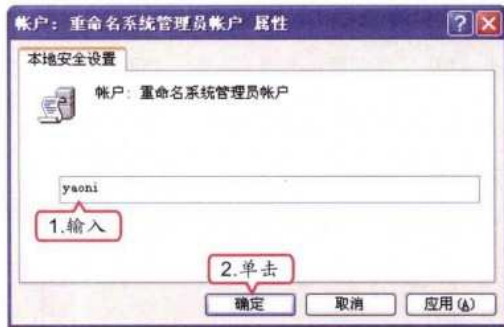 帐户: 重命名系统管理员帐户 属性
本地安全设置
帐户: 重命名系统管理员帐户
yaoni
1.输入
2.单击
确定
取消
应用(A)